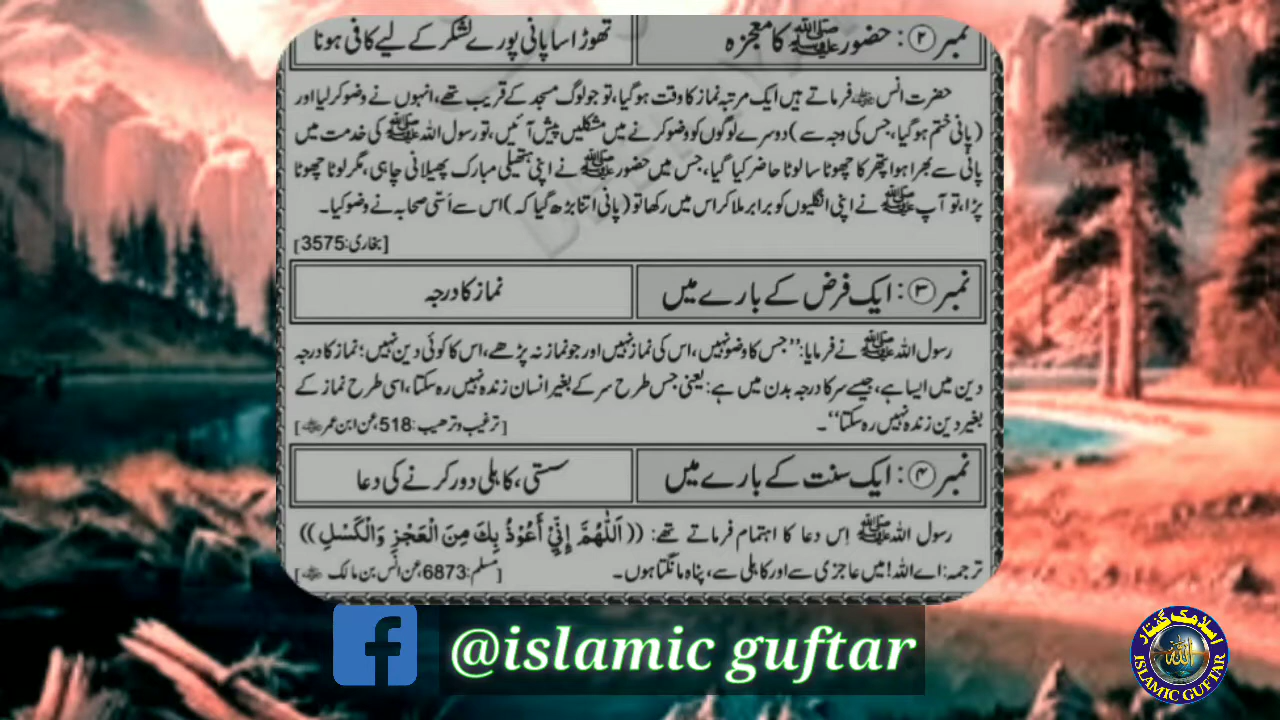 نمبر ②: حضور ﷺ کا معجزہ
تھوڑا سا پانی پورے لشکر کے لیے کافی ہونا
حضرت انس رضی اللہ عنہ فرماتے ہیں ایک مرتبہ نماز کا وقت ہوگیا، تو جو لوگ مسجد کے قریب تھے، انہوں نے وضو کرلیا اور
(پانی ختم ہوگیا، جس کی وجہ سے) دوسرے لوگوں کو وضو کرنے میں مشکلیں پیش آئیں، تو رسول اللہ ﷺ کی خدمت میں
پانی سے بھرا ہوا پتھر کا چھوٹا سا لوٹا حاضر کیا گیا، جس میں حضور ﷺ نے اپنی ہتھیلی مبارک پھیلانی چاہی، مگر لوٹا چھوٹا
پڑا، تو آپ ﷺ نے اپنی انگلیوں کو برابر ملا کر اس میں رکھا تو (پانی اتنا بڑھ گیا کہ) اس سے اَسّی صحابہ نے وضو کیا۔
[بخاری: 3575]
نمبر ③: ایک فرض کے بارے میں
نماز کا درجہ
رسول اللہ ﷺ نے فرمایا: ”جس کا وضو نہیں، اس کی نماز نہیں اور جو نماز نہ پڑھے، اس کا کوئی دین نہیں؛ نماز کا درجہ
دین میں ایسا ہے، جیسے سر کا درجہ بدن میں ہے: یعنی جس طرح سر کے بغیر انسان زندہ نہیں رہ سکتا، اسی طرح نماز کے
بغیر دین زندہ نہیں رہ سکتا“۔
[ترغیب و ترھیب: 518، عن ابن عمر رضی اللہ عنہ]
نمبر ④: ایک سنت کے بارے میں
سستی، کاہلی دور کرنے کی دعا
رسول اللہ ﷺ اِس دعا کا اہتمام فرماتے تھے: ((اَللّٰهُمَّ إِنِّيْ أَعُوْذُ بِكَ مِنَ الْعَجْزِ وَالْكَسْلِ))
ترجمہ: اے اللہ! میں عاجزی سے اور کاہلی سے، پناہ مانگتا ہوں۔
[مسلم: 6873، عن انس بن مالک رضی اللہ عنہ]
@islamic guftar
اسلامک گفتار
الله
ISLAMIC GUFTAR